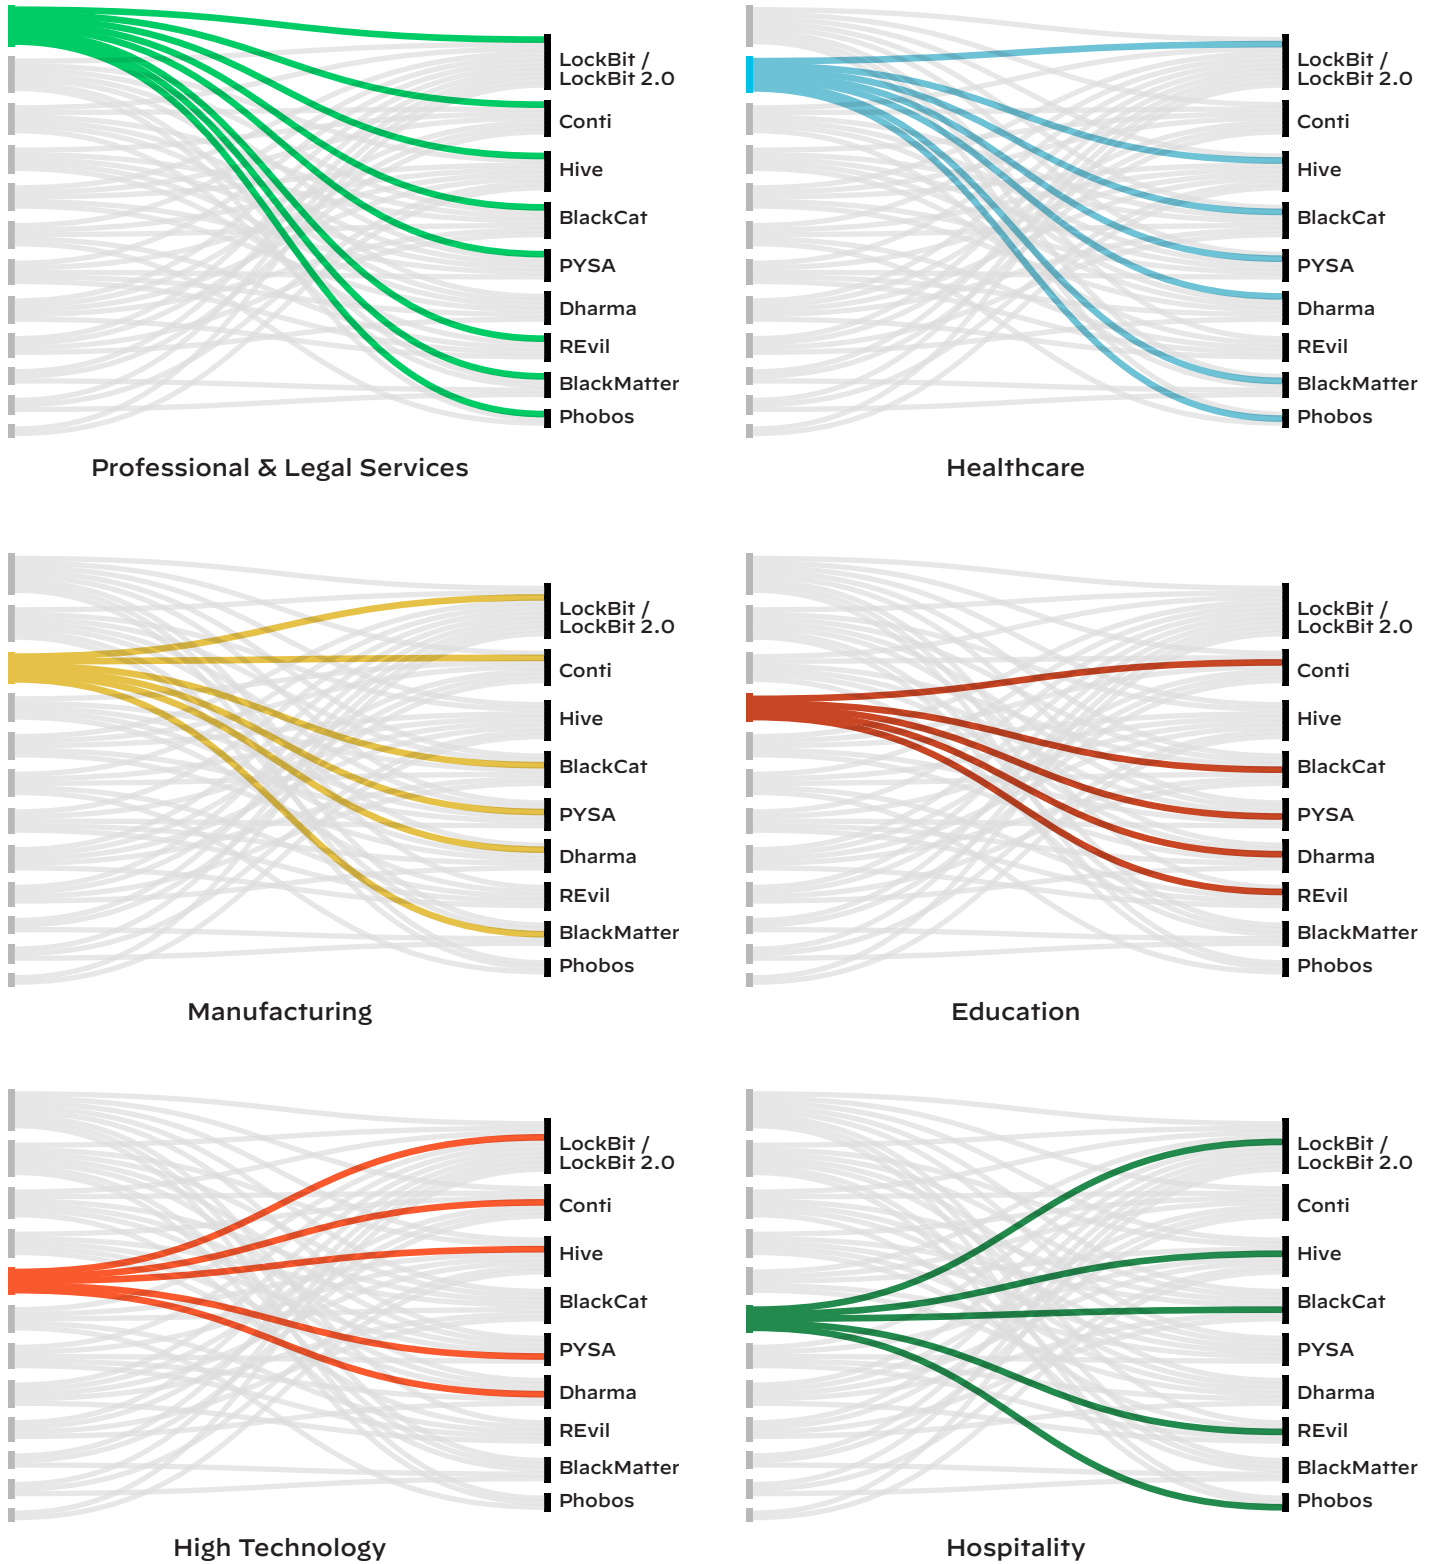 LockBit /
LockBit 2.0
Conti
Hive
BlackCat
PYSA
Dharma
REvil
BlackMatter
Phobos
Professional & Legal Services
LockBit /
LockBit 2.0
Conti
Hive
BlackCat
PYSA
Dharma
REvil
BlackMatter
Phobos
Healthcare
LockBit /
LockBit 2.0
Conti
Hive
BlackCat
PYSA
Dharma
REvil
BlackMatter
Phobos
Manufacturing
LockBit /
LockBit 2.0
Conti
Hive
BlackCat
PYSA
Dharma
REvil
BlackMatter
Phobos
Education
LockBit /
LockBit 2.0
Conti
Hive
BlackCat
PYSA
Dharma
REvil
BlackMatter
Phobos
High Technology
LockBit /
LockBit 2.0
Conti
Hive
BlackCat
PYSA
Dharma
REvil
BlackMatter
Phobos
Hospitality